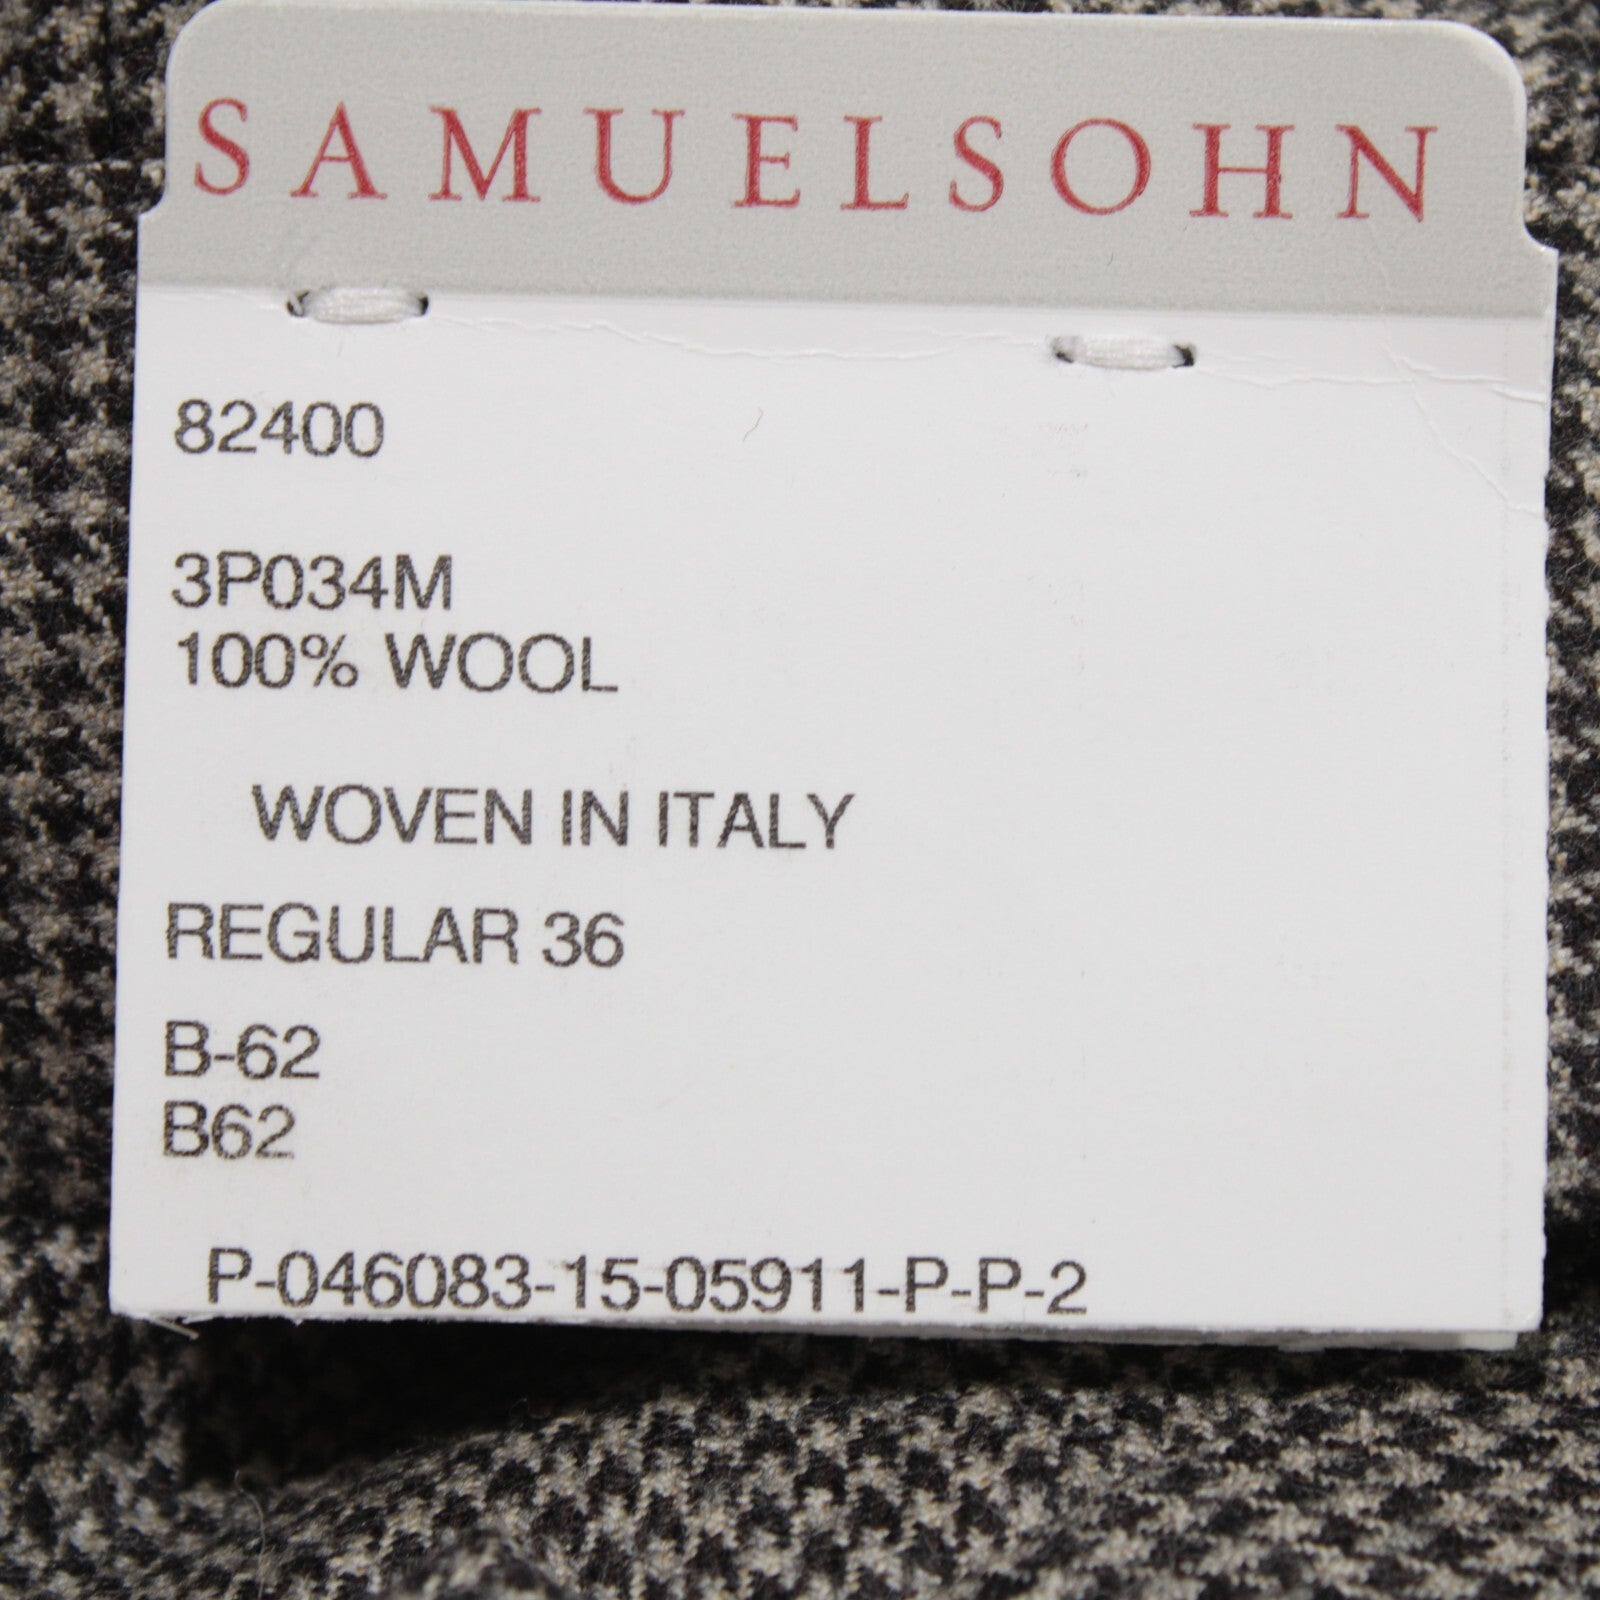 SAMUELSOHN
82400
3P034M
100% WOOL
WOVEN IN ITALY
REGULAR 36
B-62
B62
P-046083-15-05911-P-P-2